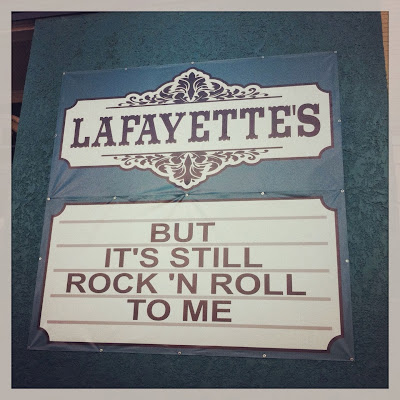 LAFAYETTE'S
BUT
IT'S STILL
ROCK 'N ROLL
TO ME